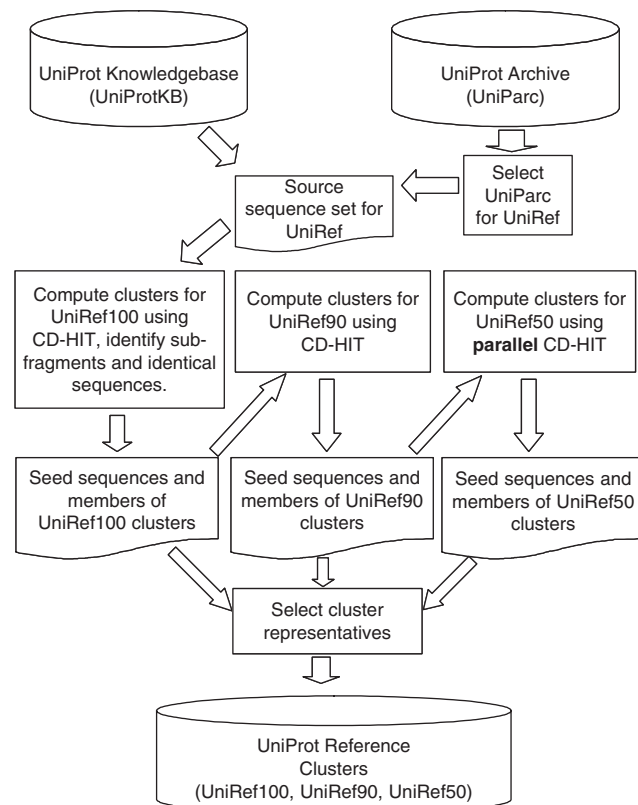 UniProt Knowledgebase
(UniProtKB)
UniProt Archive
(UniParc)
Source
sequence set for
UniRef
Select
UniParc
for UniRef
Compute clusters for
UniRef100 using
CD-HIT, identify sub-
fragments and identical
sequences.
Compute clusters for
UniRef90 using
CD-HIT
Compute clusters for
UniRef50 using
parallel CD-HIT
Seed sequences and
members of
UniRef100 clusters
Seed sequences and
members of UniRef90
clusters
Seed sequences and
members of UniRef50
clusters
Select cluster
representatives
UniProt Reference
Clusters
(UniRef100, UniRef90, UniRef50)